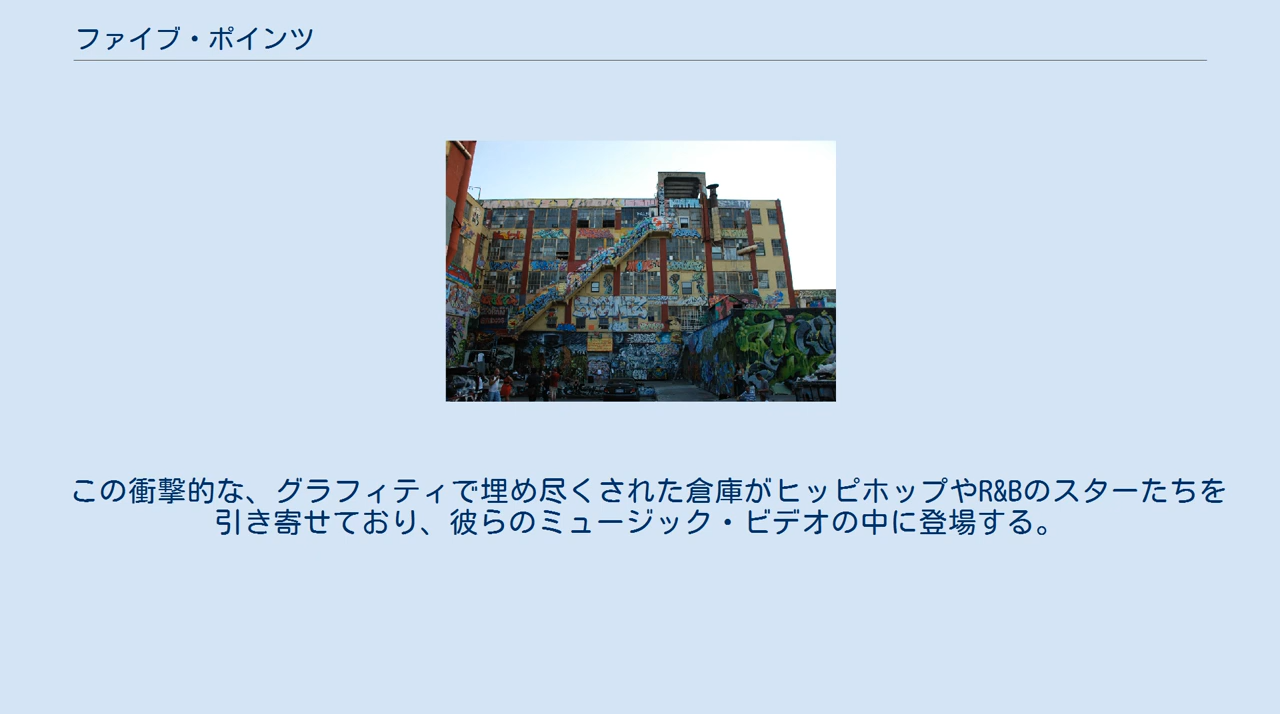 ファイブ・ポインツ
この衝撃的な、グラフィティで埋め尽くされた倉庫がヒッピホップやR&Bのスターたちを
引き寄せており、彼らのミュージック・ビデオの中に登場する。